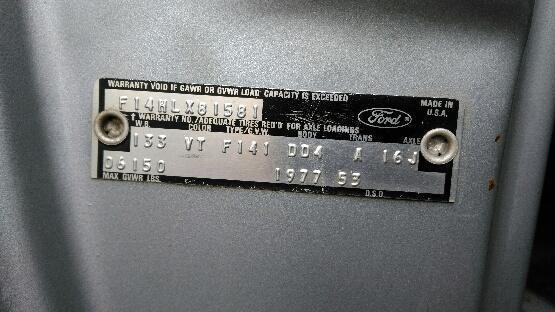 WARRANTY VOID IF GAWR OR GVWR LOAD CAPACITY IS EXCEEDED
F14HLX81581
Ford
MADE IN
U.S.A.
WARRANTY NO./ADEQUATE TIRES REQ'D FOR AXLE LOADINGS
W.B. COLOR TYPE/G.V.W. BODY TRANS AXLE
133 VT F141 D04 A 16J
06150 1977 53
MAX GVWR LBS. D.S.O.